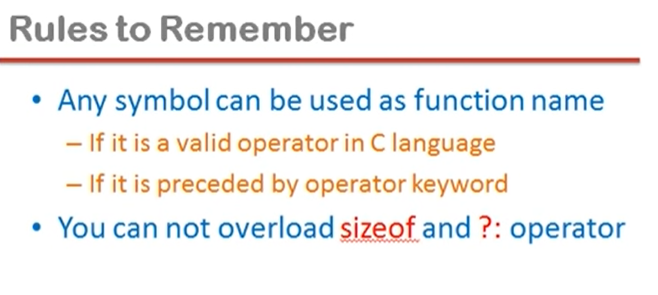 Rules to Remember
• Any symbol can be used as function name
– If it is a valid operator in C language
– If it is preceded by operator keyword
• You can not overload sizeof and ?: operator